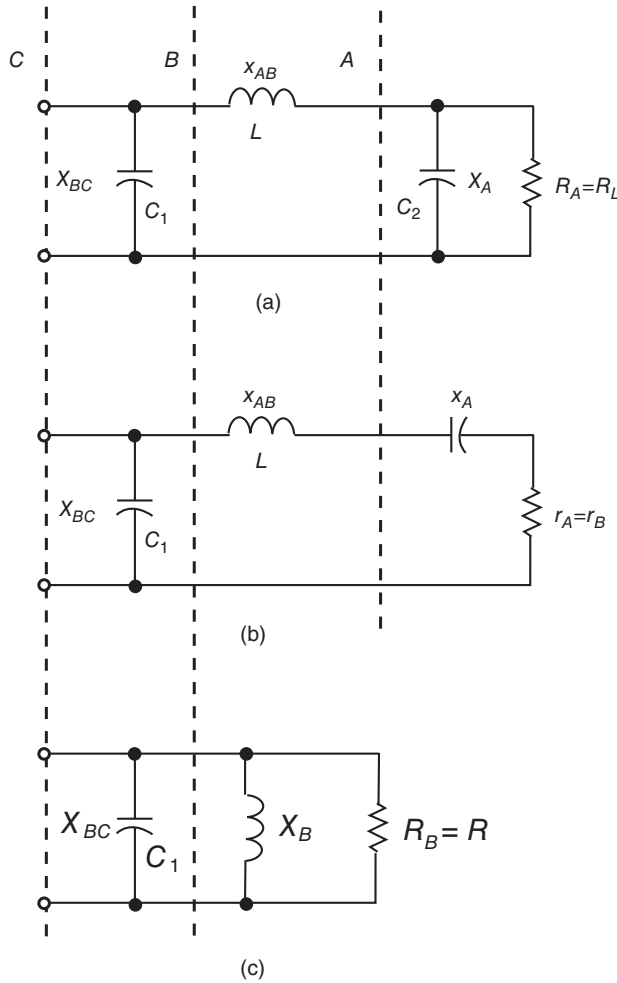 C B A
x_AB
L
X_BC
C_1
C_2
X_A
R_A=R_L
(a)
x_AB
x_A
L
X_BC
C_1
r_A=r_B
(b)
X_BC
C_1
X_B
R_B = R
(c)